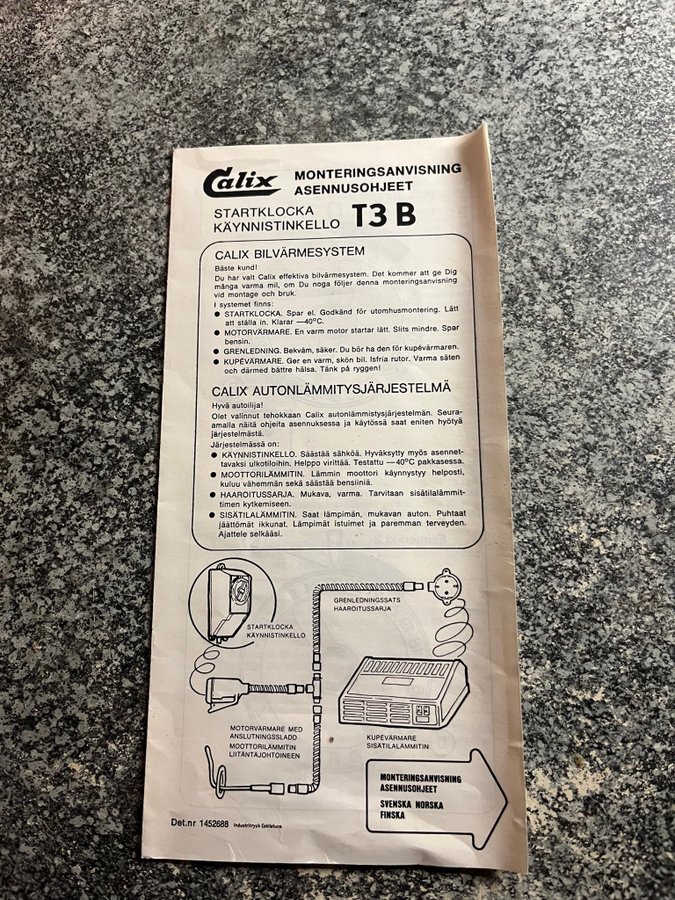 Calix
MONTERINGSANVISNING
ASENNUSOHJEET
STARTKLOCKA
KÄYNNISTINKELLO
T3 B
CALIX BILVÄRMESYSTEM
Bäste kund!
Du har valt Calix effektiva bilvärmesystem. Det kommer att ge Dig
många varma mil, om Du noga följer denna monteringsanvisning
vid montage och bruk.
I systemet finns:
● STARTKLOCKA. Spar el. Godkänd för utomhusmontering. Lätt
att ställa in. Klarar —40°C.
● MOTORVÄRMARE. En varm motor startar lätt. Slits mindre. Spar
bensin.
● GRENLEDNING. Bekväm, säker. Du bör ha den för kupévärmaren.
● KUPÉVÄRMARE. Ger en varm, skön bil. Isfria rutor. Varma säten
och därmed bättre hälsa. Tänk på ryggen!
CALIX AUTONLÄMMITYSJÄRJESTELMÄ
Hyvä autoilija!
Olet valinnut tehokkaan Calix autonlämmistysjärjestelmän. Seuraa-
malla näitä ohjeita asennuksessa ja käytössä saat eniten hyötyä
järjestelmästä.
Järjestelmässä on:
● KÄYNNISTINKELLO. Säästää sähköä. Hyväksytty myös asennet-
tavaksi ulkotiloihin. Helppo virittää. Testattu —40°C pakkasessa.
● MOOTTORILÄMMITIN. Lämmin moottori käynnistyy helposti,
kuluu vähemmän sekä säästää bensiiniä.
● HAAROITUSSARJA. Mukava, varma. Tarvitaan sisätilalämmit-
timen kytkemiseen.
● SISÄTILALÄMMITIN. Saat lämpimän, mukavan auton. Puhtaat
jäättömät ikkunat. Lämpimät istuimet ja paremman terveyden.
Ajattele selkääsi.
GRENLEDNINGSSATS
HAAROITUSSARJA
STARTKLOCKA
KÄYNNISTINKELLO
MOTORVÄRMARE MED
ANSLUTNINGSSLADD
MOOTTORILÄMMITIN
LIITÄNTÄJOHTOINEEN
KUPÉVÄRMARE
SISÄTILALÄMMITIN
MONTERINGSANVISNING
ASENNUSOHJEET
SVENSKA NORSKA
FINSKA
Det.nr 1452688 Industritryck Eskilstuna